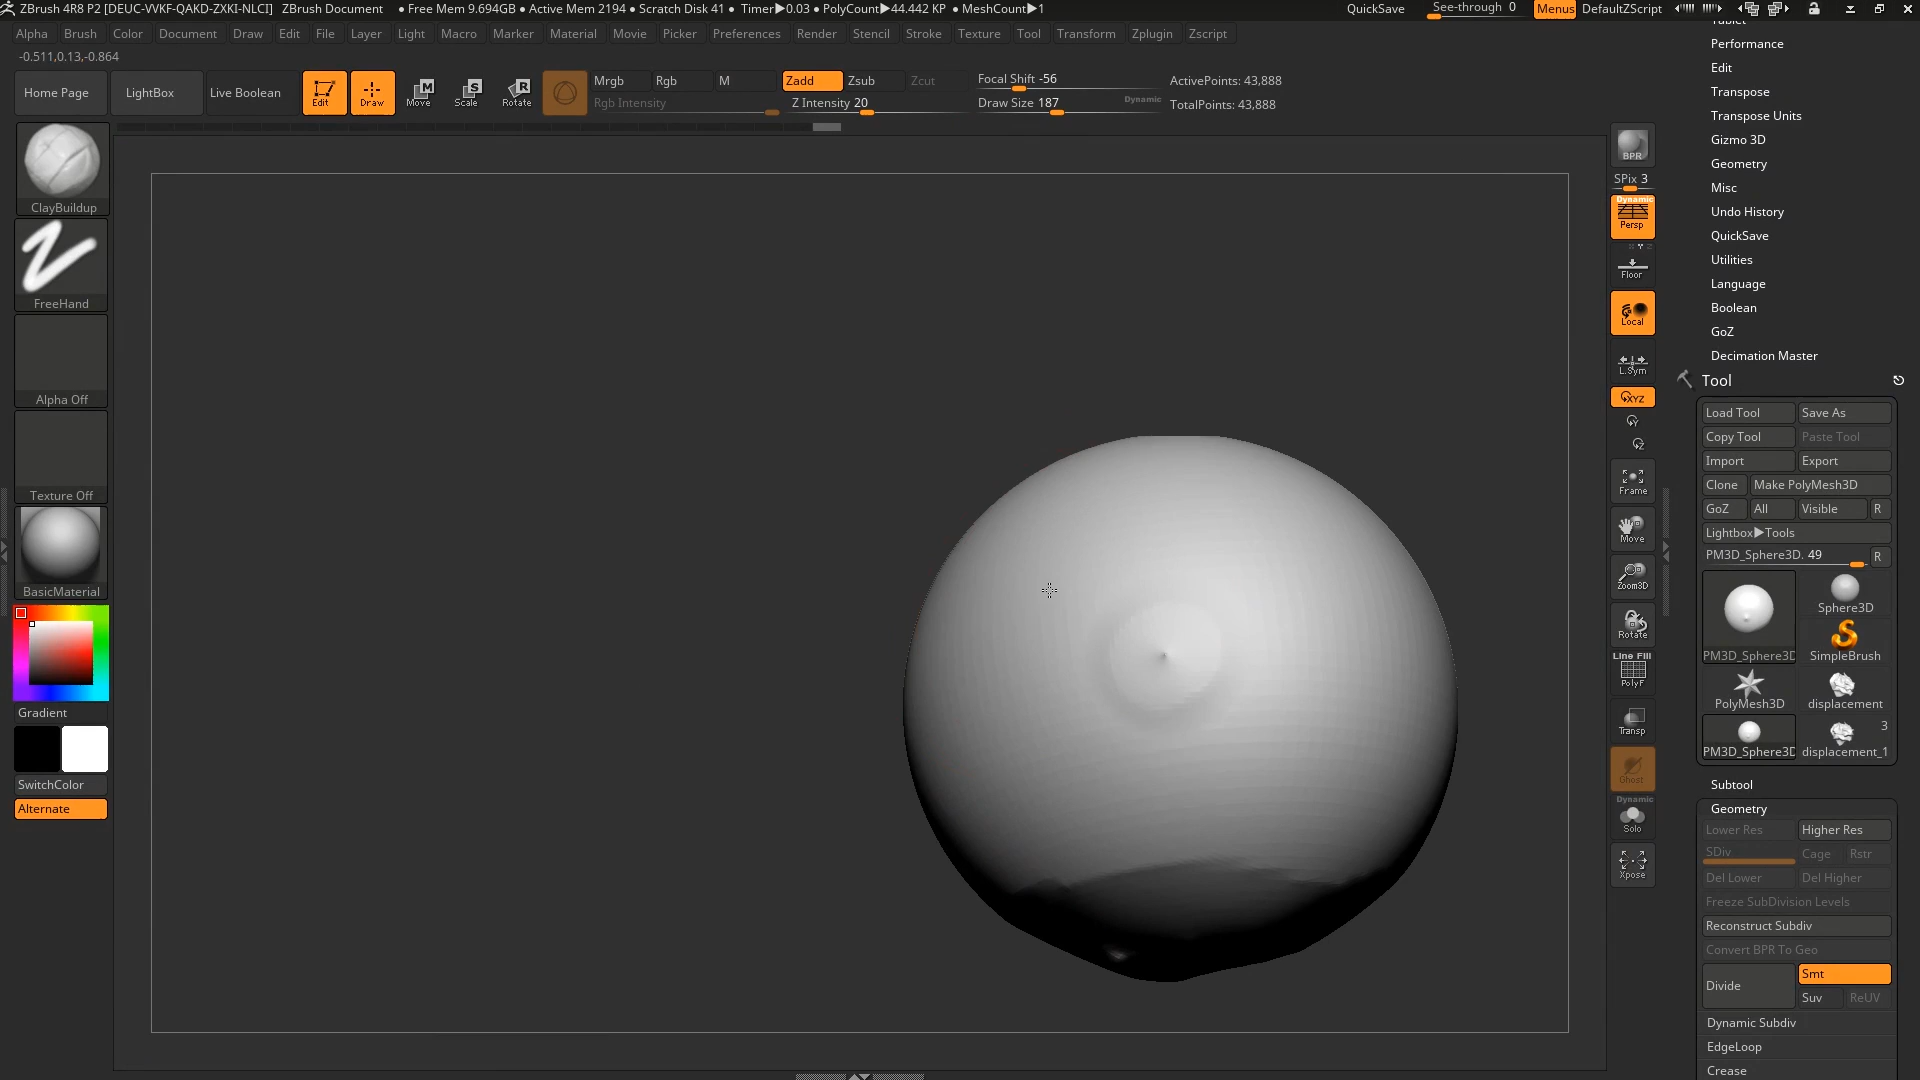 ZBrush 4R8 P2 [DEUC-VVKF-QAKD-ZXKI-NLCI] ZBrush Document ● Free Mem 9.694GB ● Active Mem 2194 ● Scratch Disk 41 ● Timer▶0.03 ● PolyCount▶44.442 KP ● MeshCount▶1 QuickSave See-through 0 Menus DefaultZScript
Alpha Brush Color Document Draw Edit File Layer Light Macro Marker Material Movie Picker Preferences Render Stencil Stroke Texture Tool Transform Zplugin Zscript
-0.511,0.13,-0.864
Home Page LightBox Live Boolean Edit Draw Move Scale Rotate
M S R
Mrgb Rgb M Zadd Zsub Zcut Focal Shift -56 ActivePoints: 43,888
Rgb Intensity Z Intensity 20 Draw Size 187 Dynamic TotalPoints: 43,888
ClayBuildup
FreeHand
Alpha Off
Texture Off
BasicMaterial
Gradient
SwitchColor
Alternate
BPR
SPix 3
Dynamic
Persp
Floor
Local
L.Sym
XYZ
Y
Z
Frame
Move
Zoom3D
Rotate
Line Fill
PolyF
Transp
Ghost
Dynamic
Solo
Xpose
Tablet
Performance
Edit
Transpose
Transpose Units
Gizmo 3D
Geometry
Misc
Undo History
QuickSave
Utilities
Language
Boolean
GoZ
Decimation Master
Tool
Load Tool Save As
Copy Tool Paste Tool
Import Export
Clone Make PolyMesh3D
GoZ All Visible R
Lightbox▶Tools
PM3D_Sphere3D. 49 R
Sphere3D
PM3D_Sphere3D SimpleBrush
PolyMesh3D displacement
3
PM3D_Sphere3D displacement_1
Subtool
Geometry
Lower Res Higher Res
SDiv Cage Rstr
Del Lower Del Higher
Freeze SubDivision Levels
Reconstruct Subdiv
Convert BPR To Geo
Divide Smt
Suv ReUV
Dynamic Subdiv
EdgeLoop
Crease